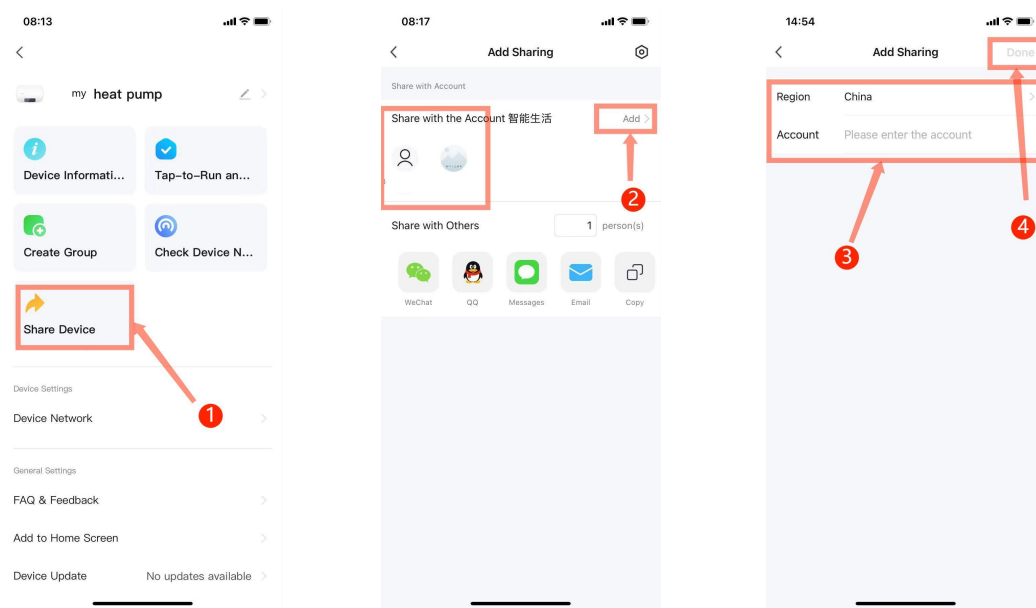 08:13
my heat pump
Device Informati...
Tap-to-Run an...
Create Group
Check Device N...
Share Device
1
Device Settings
Device Network
General Settings
FAQ & Feedback
Add to Home Screen
Device Update No updates available
08:17
Add Sharing
Share with Account
Share with the Account 智能生活 Add
2
Share with Others 1 person(s)
WeChat QQ Messages Email Copy
14:54
Add Sharing Done
Region China
Account Please enter the account
3
4